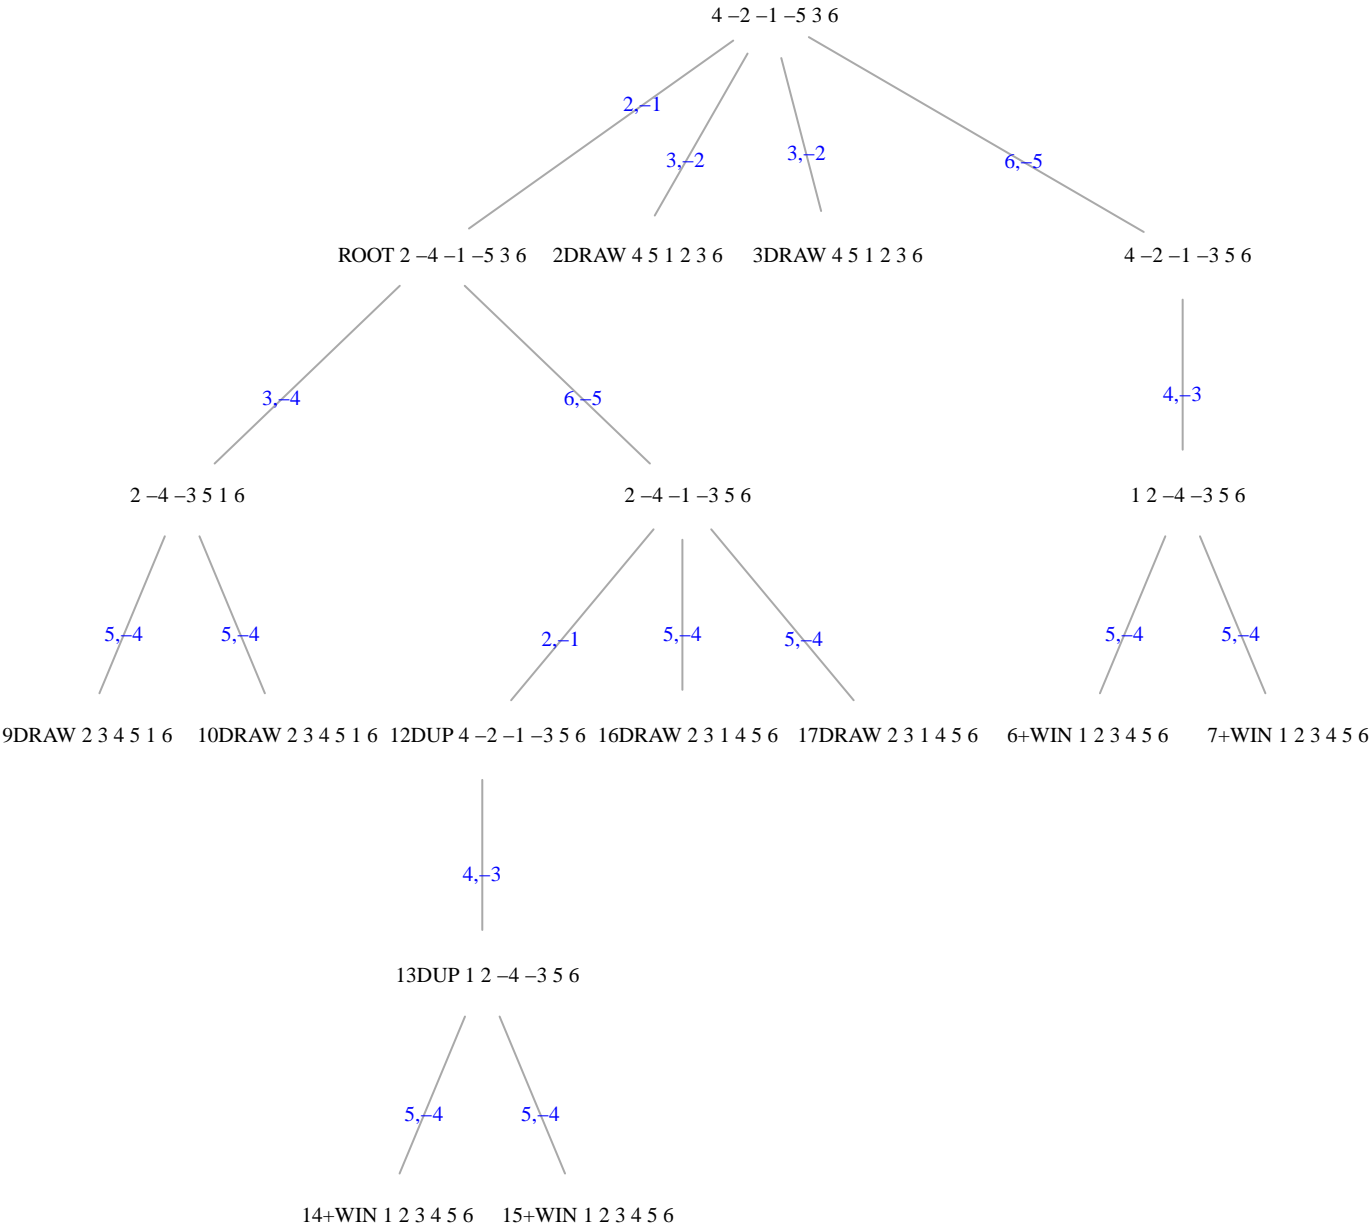 4 –2 –1 –5 3 6
2,–1
3,–2
3,–2
6,–5
ROOT 2 –4 –1 –5 3 6
2DRAW 4 5 1 2 3 6
3DRAW 4 5 1 2 3 6
4 –2 –1 –3 5 6
3,–4
6,–5
4,–3
2 –4 –3 5 1 6
2 –4 –1 –3 5 6
1 2 –4 –3 5 6
5,–4
5,–4
2,–1
5,–4
5,–4
5,–4
5,–4
9DRAW 2 3 4 5 1 6
10DRAW 2 3 4 5 1 6
12DUP 4 –2 –1 –3 5 6
16DRAW 2 3 1 4 5 6
17DRAW 2 3 1 4 5 6
6+WIN 1 2 3 4 5 6
7+WIN 1 2 3 4 5 6
4,–3
13DUP 1 2 –4 –3 5 6
5,–4
5,–4
14+WIN 1 2 3 4 5 6
15+WIN 1 2 3 4 5 6